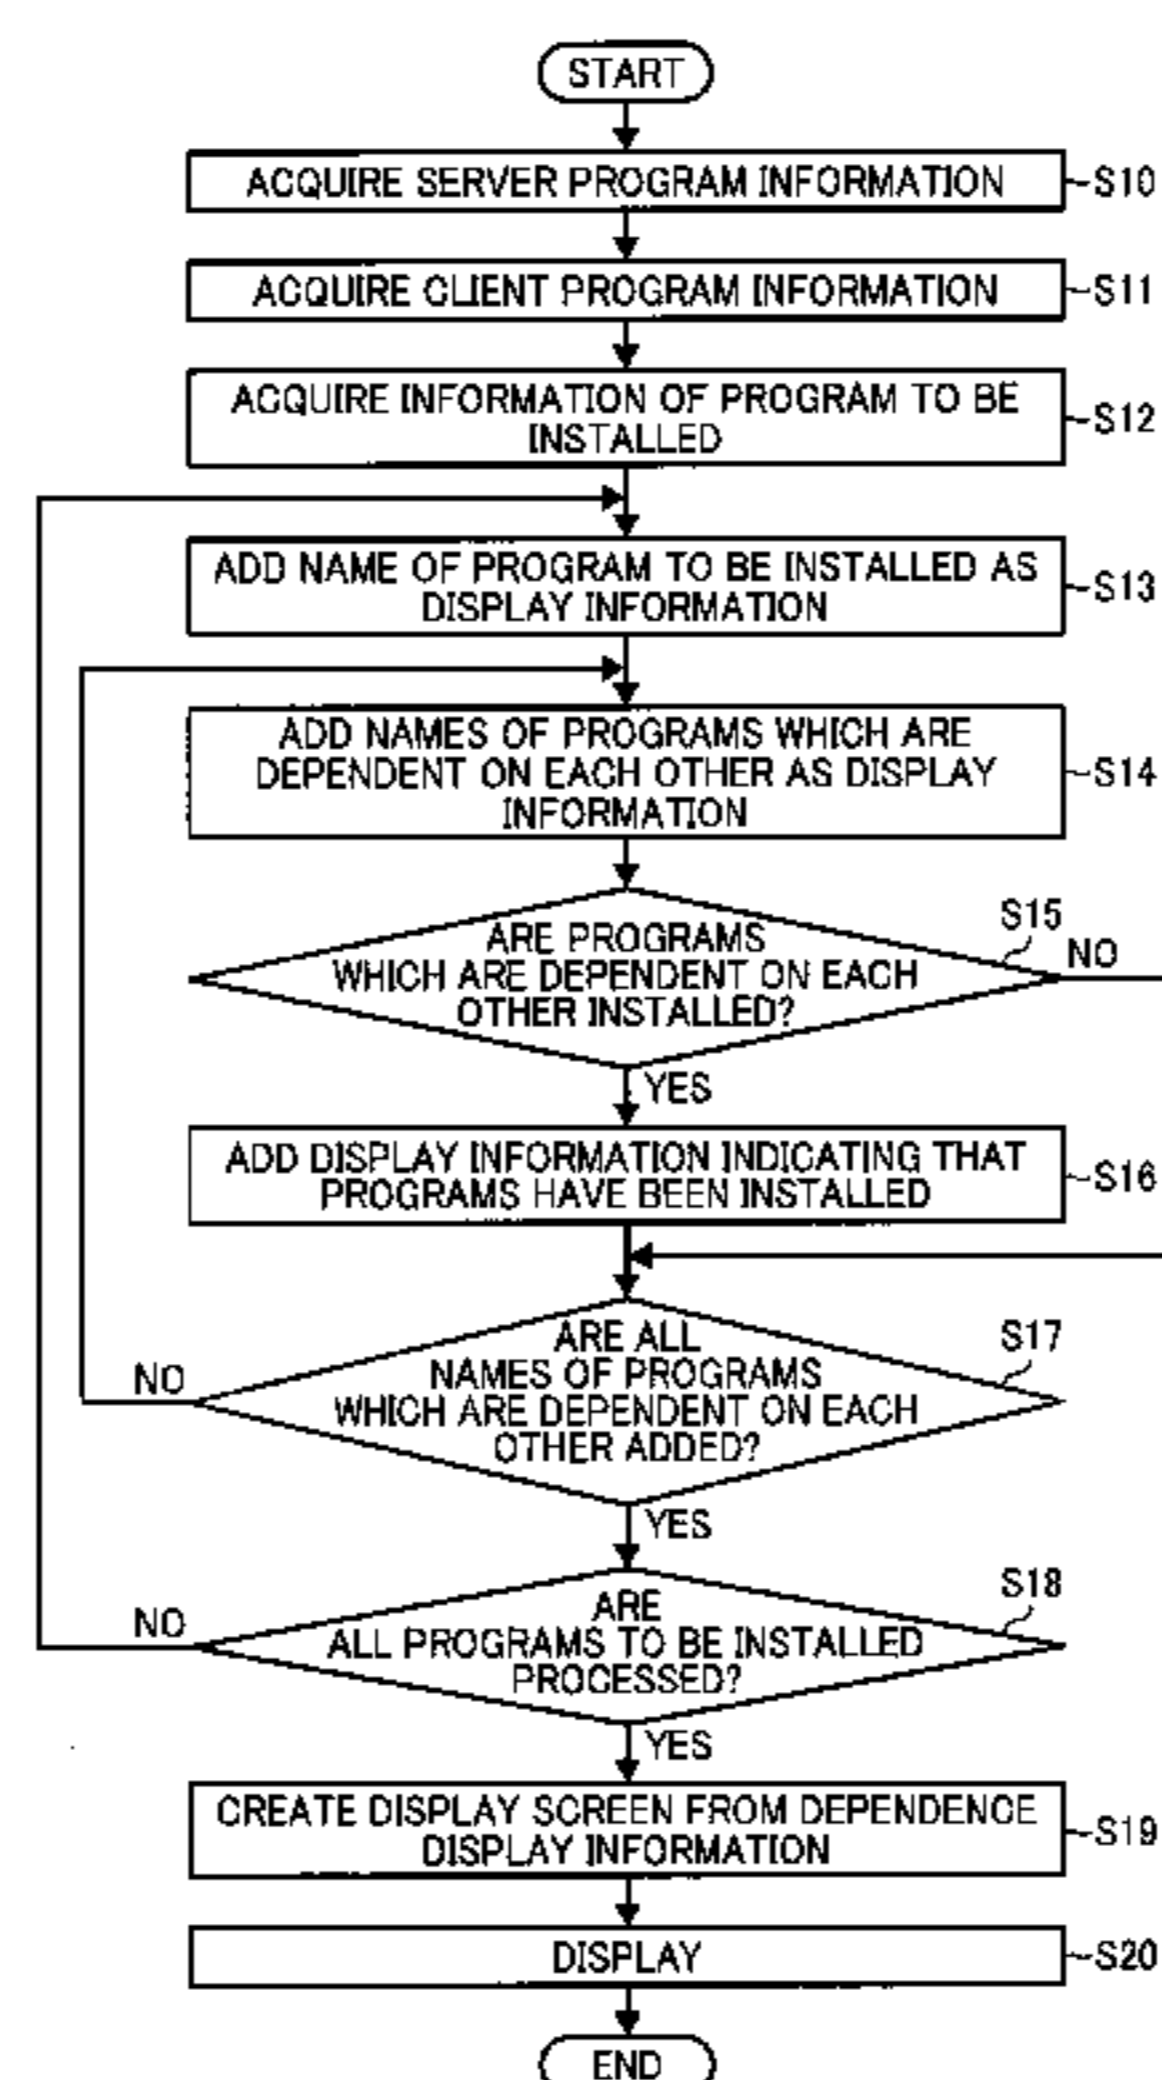 START
ACQUIRE SERVER PROGRAM INFORMATION
S10
ACQUIRE CLIENT PROGRAM INFORMATION
S11
ACQUIRE INFORMATION OF PROGRAM TO BE
INSTALLED
S12
ADD NAME OF PROGRAM TO BE INSTALLED AS
DISPLAY INFORMATION
S13
ADD NAMES OF PROGRAMS WHICH ARE
DEPENDENT ON EACH OTHER AS DISPLAY
INFORMATION
S14
ARE PROGRAMS
WHICH ARE DEPENDENT ON EACH
OTHER INSTALLED?
S15
NO
YES
ADD DISPLAY INFORMATION INDICATING THAT
PROGRAMS HAVE BEEN INSTALLED
S16
ARE ALL
NAMES OF PROGRAMS
WHICH ARE DEPENDENT ON EACH
OTHER ADDED?
S17
NO
YES
ARE
ALL PROGRAMS TO BE INSTALLED
PROCESSED?
S18
NO
YES
CREATE DISPLAY SCREEN FROM DEPENDENCE
DISPLAY INFORMATION
S19
DISPLAY
S20
END